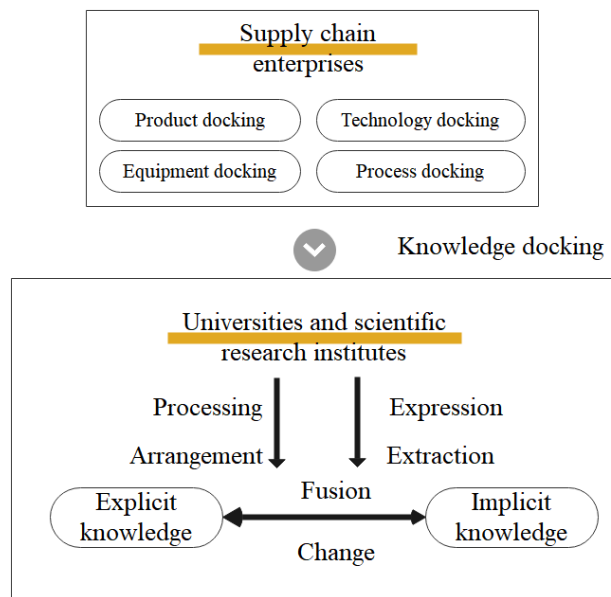 Supply chain
enterprises
Product docking
Technology docking
Equipment docking
Process docking
Knowledge docking
Universities and scientific
research institutes
Processing
Expression
Arrangement
Extraction
Fusion
Explicit
knowledge
Implicit
knowledge
Change